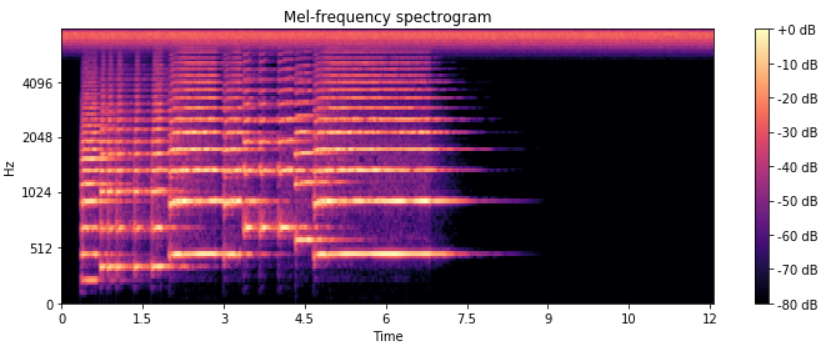 Mel-frequency spectrogram
+0 dB
-10 dB
-20 dB
-30 dB
-40 dB
-50 dB
-60 dB
-70 dB
-80 dB
Hz
4096
2048
1024
512
0
0 1.5 3 4.5 6 7.5 9 10 12
Time